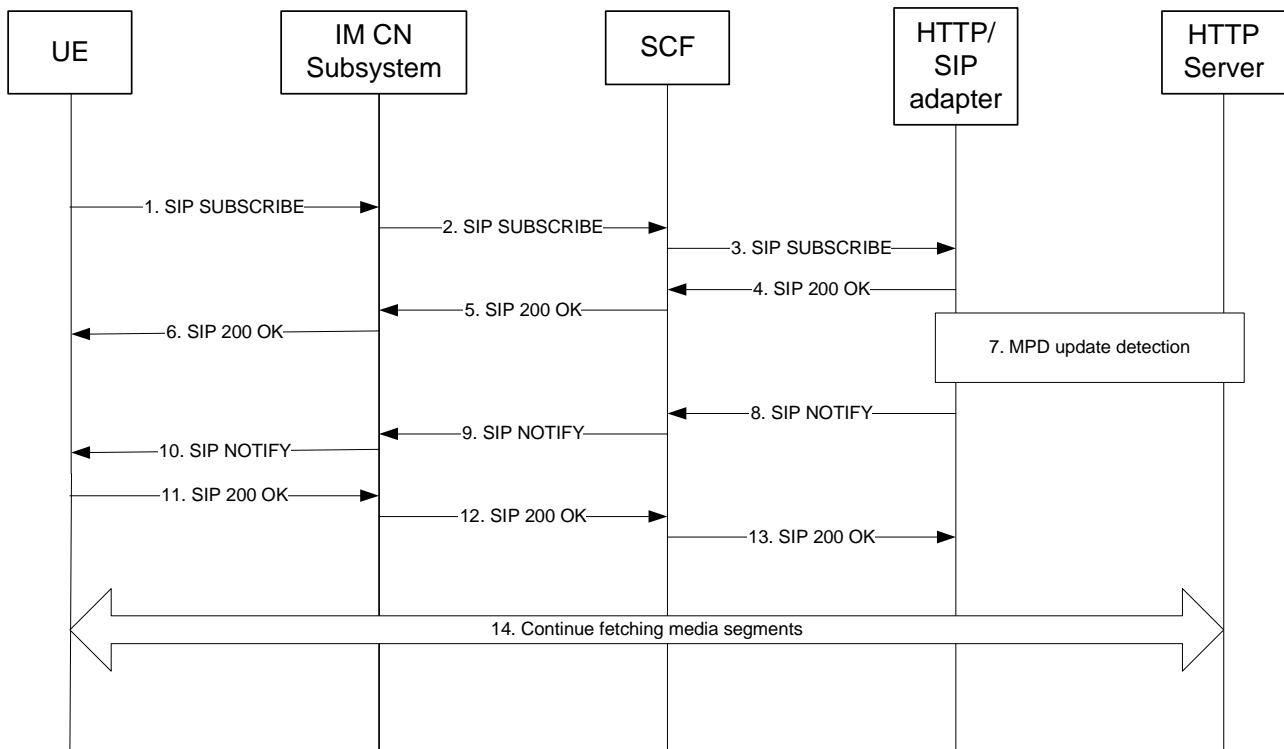 UE
IM CN
Subsystem
SCF
HTTP/
SIP
adapter
HTTP
Server
1. SIP SUBSCRIBE
2. SIP SUBSCRIBE
3. SIP SUBSCRIBE
4. SIP 200 OK
5. SIP 200 OK
6. SIP 200 OK
7. MPD update detection
8. SIP NOTIFY
9. SIP NOTIFY
10. SIP NOTIFY
11. SIP 200 OK
12. SIP 200 OK
13. SIP 200 OK
14. Continue fetching media segments